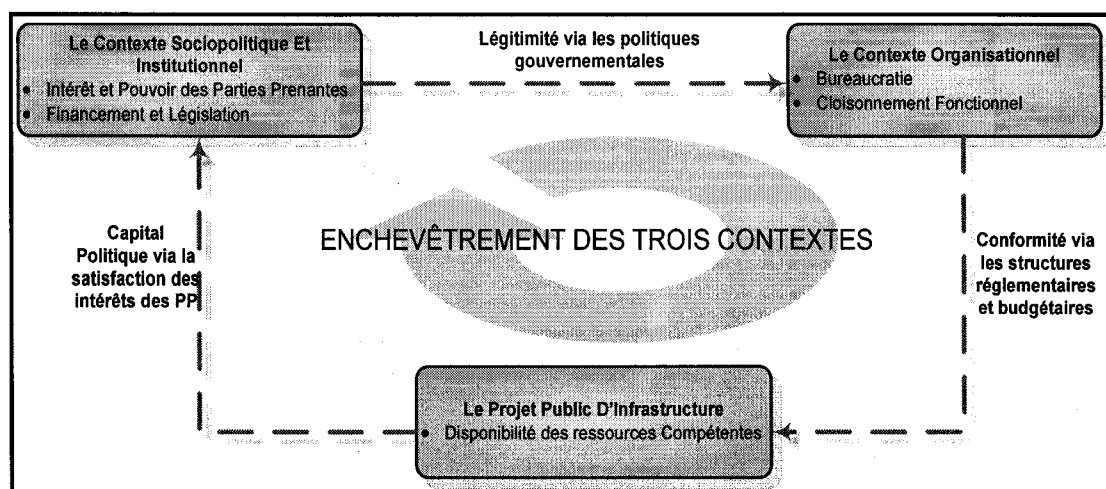 Le Contexte Sociopolitique Et
Institutionnel
• Intérêt et Pouvoir des Parties Prenantes
• Financement et Législation
Légitimité via les politiques
gouvernementales
Le Contexte Organisationnel
• Bureaucratie
• Cloisonnement Fonctionnel
Capital
Politique via la
satisfaction des
intérêts des PP
ENCHEVÊTREMENT DES TROIS CONTEXTES
Conformité via
les structures
réglementaires
et budgétaires
Le Projet Public D'Infrastructure
• Disponibilité des ressources Compétentes